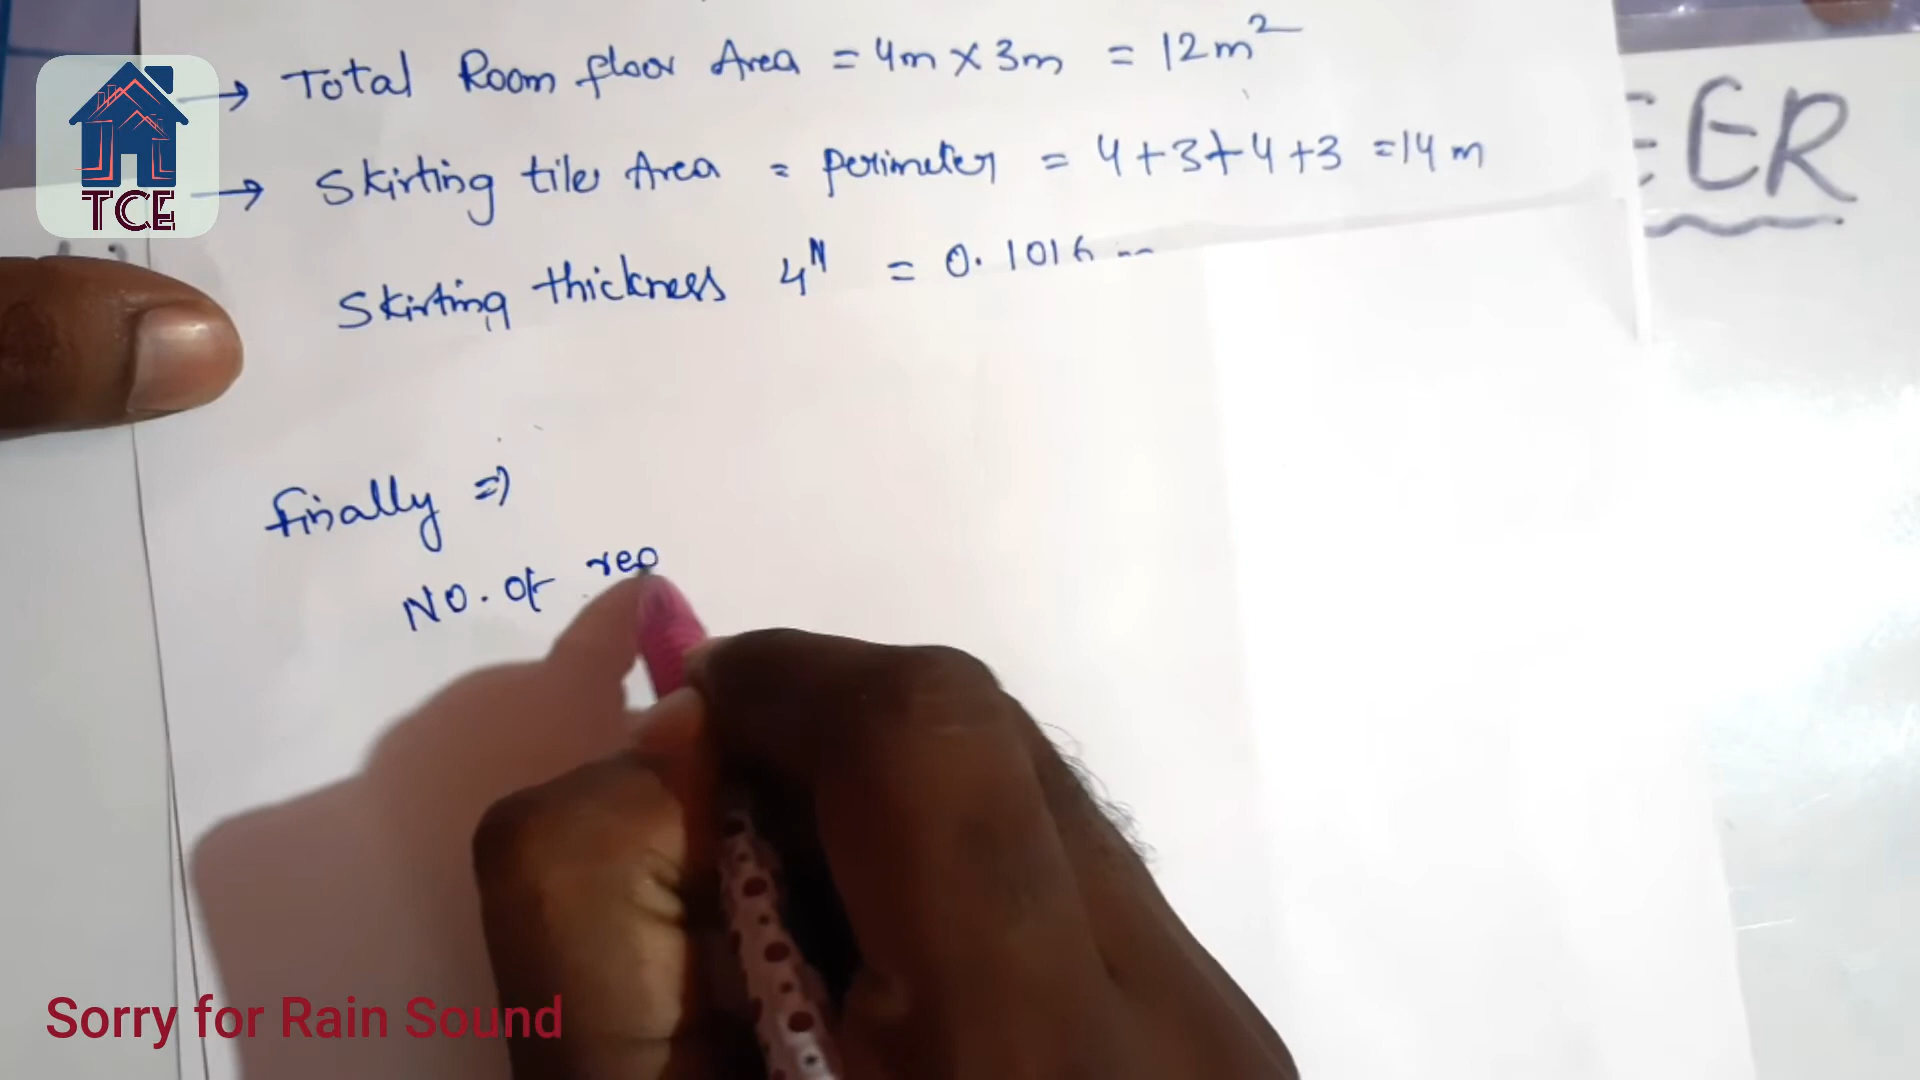 → Total Room floor Area = 4m × 3m = 12m²
→ Skirting tile Area = perimeter = 4+3+4+3 = 14 m
Skirting thickness 4" = 0.1016
finally ⇒
No. of req
EER
TCE
Sorry for Rain Sound